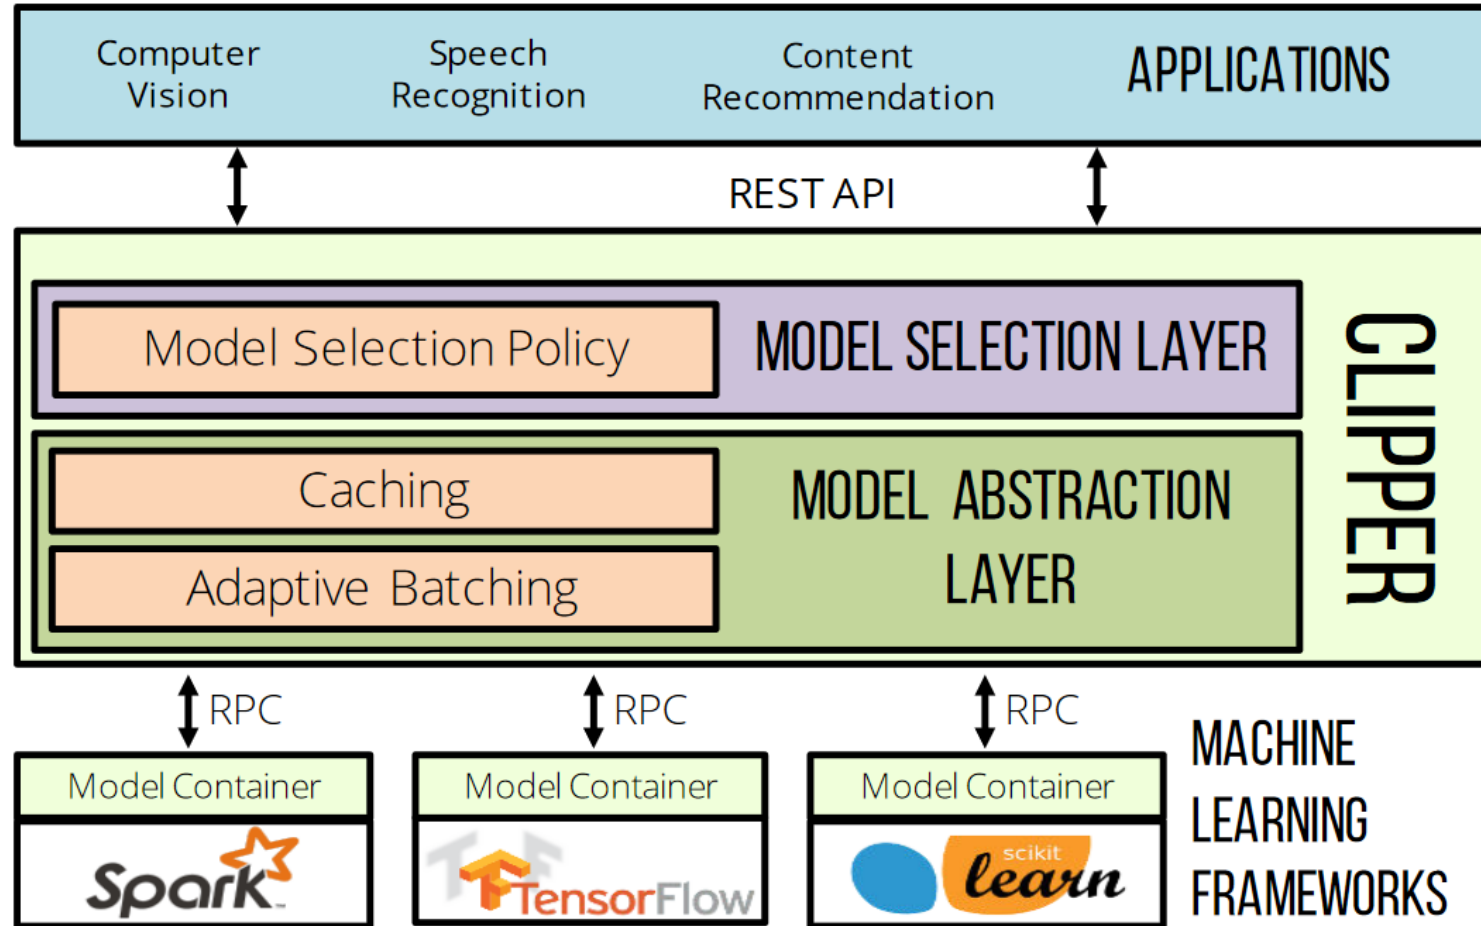 Computer
Vision
Speech
Recognition
Content
Recommendation
APPLICATIONS
REST API
Model Selection Policy
MODEL SELECTION LAYER
Caching
Adaptive Batching
MODEL ABSTRACTION
LAYER
CLIPPER
RPC
RPC
RPC
Model Container
Model Container
Model Container
Spark
TensorFlow
scikit
learn
MACHINE
LEARNING
FRAMEWORKS